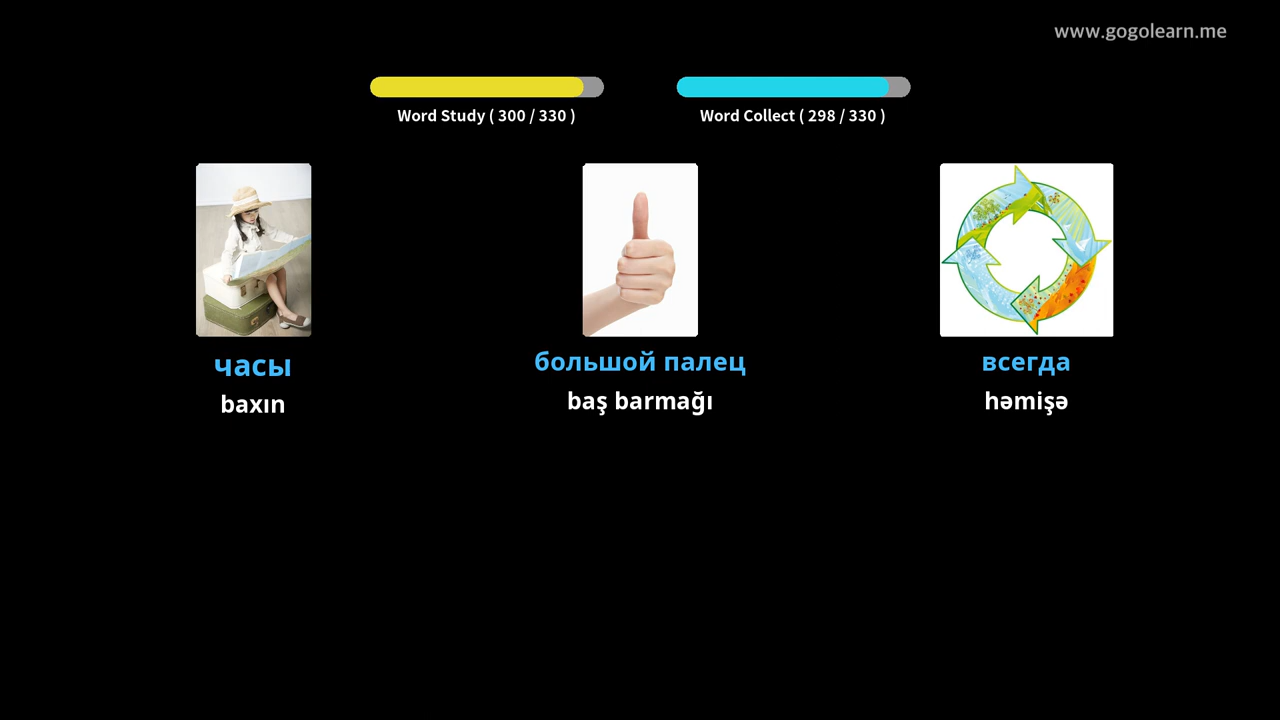 www.gogolearn.me
Word Study ( 300 / 330 )
Word Collect ( 298 / 330 )
часы
baxın
большой палец
baş barmağı
всегда
həmişə